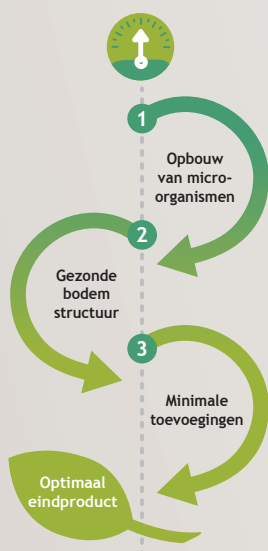 1
Opbouw
van micro-
organismen
2
Gezonde
bodem
structuur
3
Minimale
toevoegingen
Optimaal
eindproduct